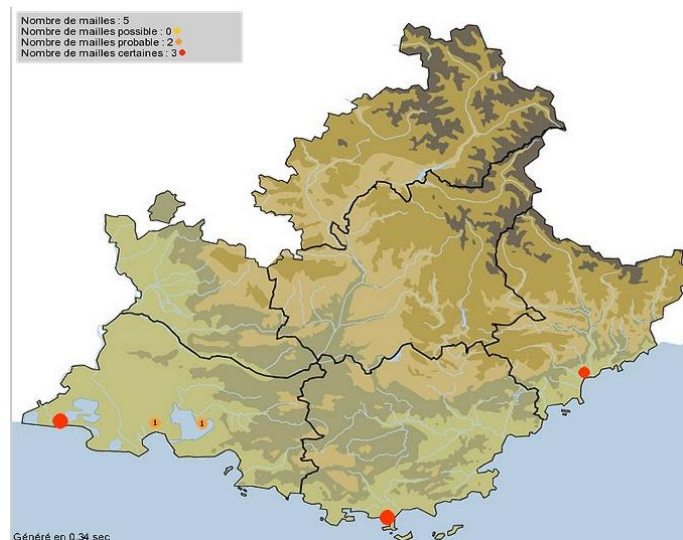 Nombre de mailles : 5
Nombre de mailles possible : 0
Nombre de mailles probable : 2
Nombre de mailles certaines : 3
1 1
Généré en 0.34 sec